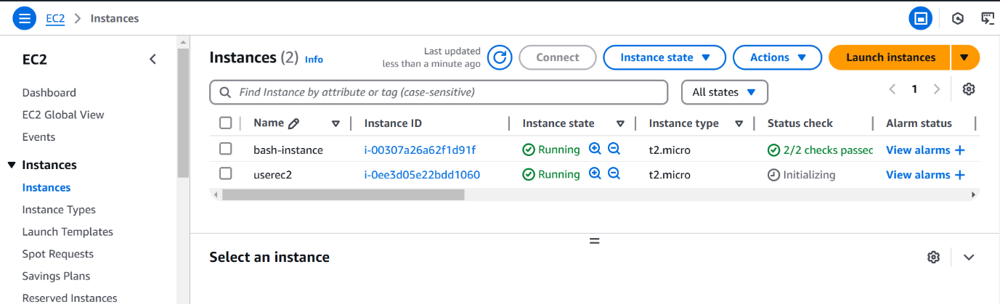 EC2 > Instances
EC2
Dashboard
EC2 Global View
Events
Instances
Instances
Instance Types
Launch Templates
Spot Requests
Savings Plans
Reserved Instances
Instances (2) Info
Last updated
less than a minute ago
Connect Instance state Actions Launch instances
Find Instance by attribute or tag (case-sensitive) All states 1
Name Instance ID Instance state Instance type Status check Alarm status
bash-instance i-00307a26a62f1d91f Running t2.micro 2/2 checks passed View alarms +
userec2 i-0ee3d05e22bdd1060 Running t2.micro Initializing View alarms +
Select an instance